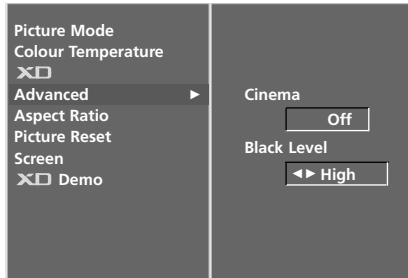 Picture Mode
Colour Temperature
XD
Advanced ►
Aspect Ratio
Picture Reset
Screen
XD Demo
Cinema
Off
Black Level
◄► High